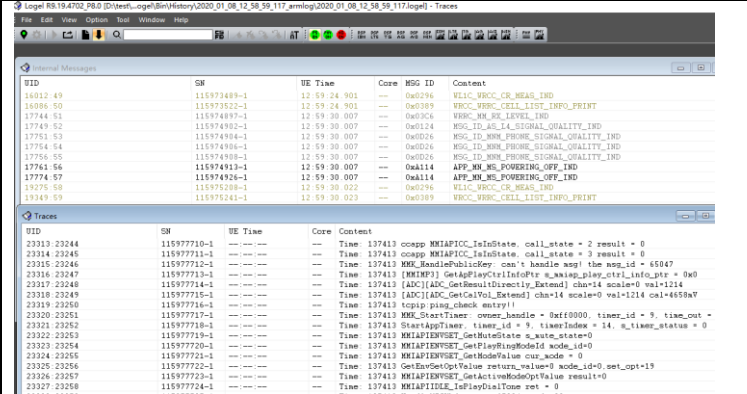 Logel R9.19.4702_P8.0 [D:\test\...ogel\Bin\History\2020_01_08_12_58_59_117_armlog\2020_01_08_12_58_59_117.logel] - Traces
File Edit View Option Tool Window Help
AT
Internal Messages
UID SN UE Time Core MSG ID Content
16012:49 115973489-1 12:59:24.901 -- 0x0296 WL1C_WRCC_CR_MEAS_IND
16086:50 115973522-1 12:59:24.901 -- 0x0389 WRCC_WRRC_CELL_LIST_INFO_PRINT
17744:51 115974897-1 12:59:30.007 -- 0x03C6 WRRC_MM_RE_LEVEL_IND
17749:52 115974902-1 12:59:30.007 -- 0x0124 MSG_ID_AS_L4_SIGNAL_QUALITY_IND
17751:53 115974904-1 12:59:30.007 -- 0x0D26 MSG_ID_MNM_PHONE_SIGNAL_QUALITY_IND
17754:54 115974906-1 12:59:30.007 -- 0x0D26 MSG_ID_MNM_PHONE_SIGNAL_QUALITY_IND
17756:55 115974908-1 12:59:30.007 -- 0x0D26 MSG_ID_MNM_PHONE_SIGNAL_QUALITY_IND
17761:56 115974913-1 12:59:30.007 -- 0xA114 APP_MN_MS_POWERING_OFF_IND
17774:57 115974926-1 12:59:30.007 -- 0xA114 APP_MN_MS_POWERING_OFF_IND
19275:58 115975208-1 12:59:30.022 -- 0x0296 WL1C_WRCC_CR_MEAS_IND
19349:59 115975241-1 12:59:30.023 -- 0x0389 WRCC_WRRC_CELL_LIST_INFO_PRINT
Traces
UID SN UE Time Core Content
23313:23244 115977710-1 --:--:-- -- Time: 137413 ccapp MMIAPICC_IsInState, call_state = 2 result = 0
23314:23245 115977711-1 --:--:-- -- Time: 137413 ccapp MMIAPICC_IsInState, call_state = 3 result = 0
23315:23246 115977712-1 --:--:-- -- Time: 137413 MMK_HandlePublicKey: can't handle msg! the msg_id = 65047
23316:23247 115977713-1 --:--:-- -- Time: 137413 [MMIMP3] GetApPlayCtrlInfoPtr s_mmiap_play_ctrl_info_ptr = 0x0
23317:23248 115977714-1 --:--:-- -- Time: 137413 [ADC][ADC_GetResultDirectly_Extend] chn=14 scale=0 val=1214
23318:23249 115977715-1 --:--:-- -- Time: 137413 [ADC][ADC_GetCalVol_Extend] chn=14 scale=0 val=1214 cal=4658mV
23319:23250 115977716-1 --:--:-- -- Time: 137413 tcpip:ping_check entry!!
23320:23251 115977717-1 --:--:-- -- Time: 137413 MMK_StartTimer: owner_handle = 0xff0000, timer_id = 9, time_out =
23321:23252 115977718-1 --:--:-- -- Time: 137413 StartAppTimer, timer_id = 9, timerIndex = 14, s_timer_status = 0
23322:23253 115977719-1 --:--:-- -- Time: 137413 MMIAPIENVSET_GetMuteState s_mute_state=0
23323:23254 115977720-1 --:--:-- -- Time: 137413 MMIAPIENVSET_GetPlayRingModeId mode_id=0
23324:23255 115977721-1 --:--:-- -- Time: 137413 MMIAPIENVSET_GetModeValue cur_mode = 0
23325:23256 115977722-1 --:--:-- -- Time: 137413 GetEnvSetOptValue return_value=0 mode_id=0,set_opt=19
23326:23257 115977723-1 --:--:-- -- Time: 137413 MMIAPIENVSET_GetActiveModeOptValue result=0
23327:23258 115977724-1 --:--:-- -- Time: 137413 MMIAPIIDLE_IsPlayDialTone ret = 0